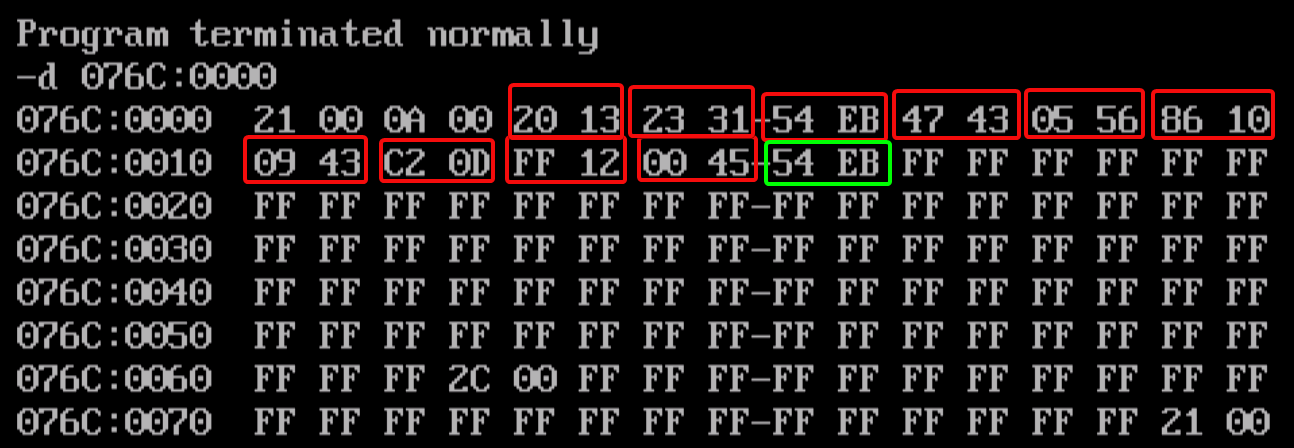 Program terminated normally
-d 076C:0000
076C:0000 21 00 0A 00 20 13 23 31-54 EB 47 43 05 56 86 10
076C:0010 09 43 C2 0D FF 12 00 45-54 EB FF FF FF FF FF FF
076C:0020 FF FF FF FF FF FF FF FF-FF FF FF FF FF FF FF FF
076C:0030 FF FF FF FF FF FF FF FF-FF FF FF FF FF FF FF FF
076C:0040 FF FF FF FF FF FF FF FF-FF FF FF FF FF FF FF FF
076C:0050 FF FF FF FF FF FF FF FF-FF FF FF FF FF FF FF FF
076C:0060 FF FF FF 2C 00 FF FF FF-FF FF FF FF FF FF FF FF
076C:0070 FF FF FF FF FF FF FF FF-FF FF FF FF FF FF 21 00